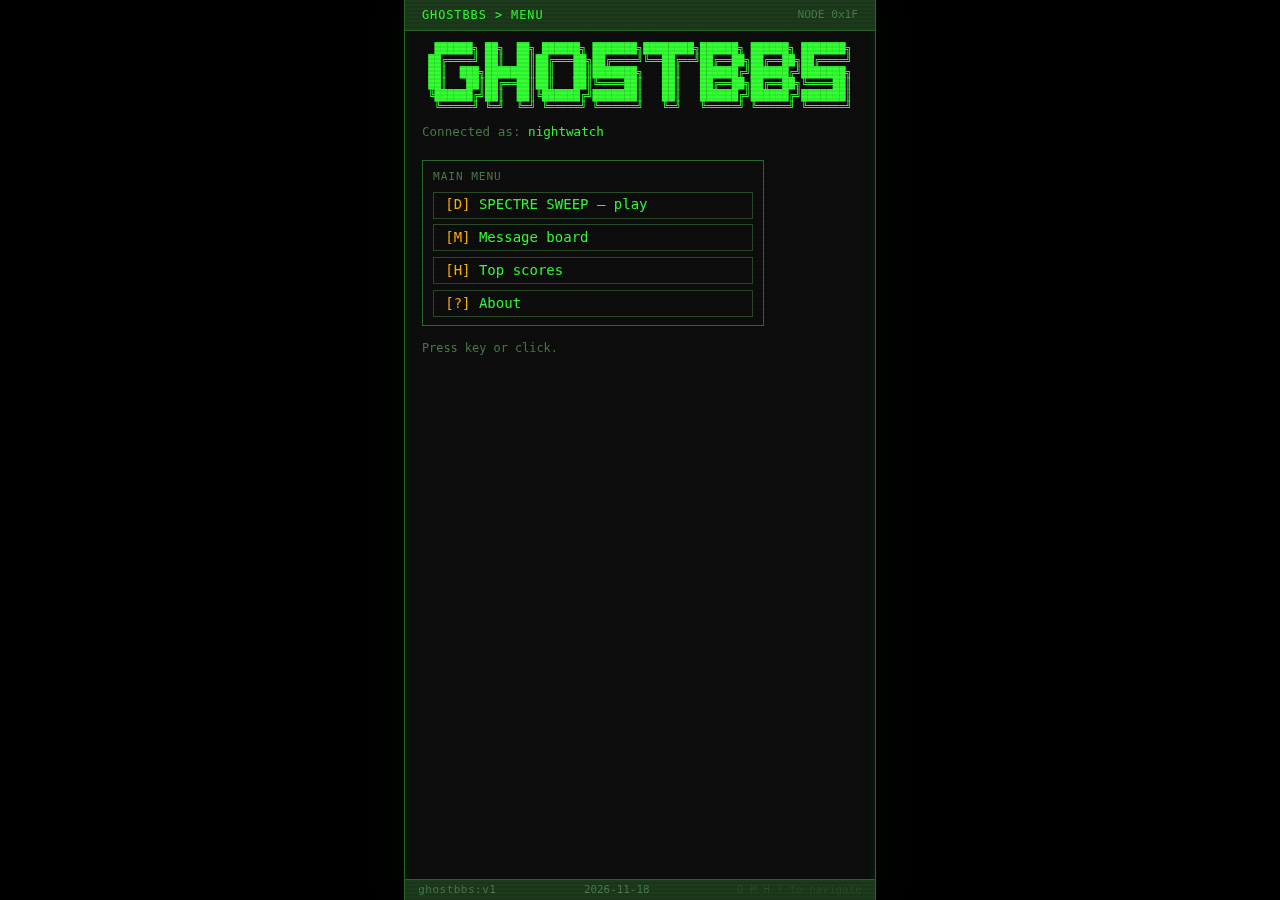 GHOSTBBS > MENU
NODE 0x1F
GHOSTBBS
Connected as: nightwatch
MAIN MENU
[D] SPECTRE SWEEP — play
[M] Message board
[H] Top scores
[?] About
Press key or click.
ghostbbs:v1
2026-11-18
D M H ? to navigate